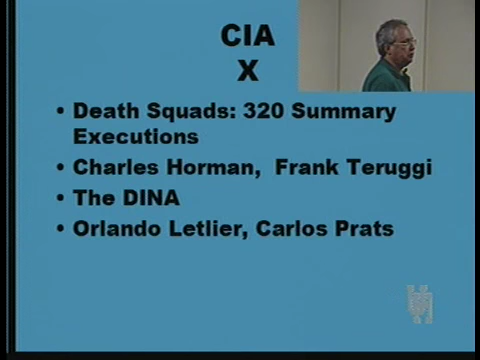 CIA
X
• Death Squads: 320 Summary
Executions
• Charles Horman, Frank Teruggi
• The DINA
• Orlando Letlier, Carlos Prats